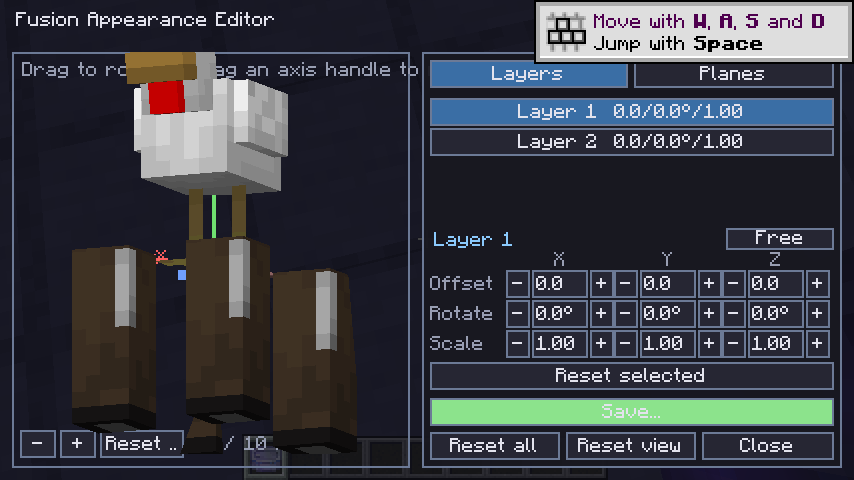 Fusion Appearance Editor
Move with W, A, S and D
Jump with Space
Drag to ro ag an axis handle to
Layers
Planes
Layer 1 0.0/0.0°/1.00
Layer 2 0.0/0.0°/1.00
Layer 1
Free
X Y Z
Offset - 0.0 + - 0.0 + - 0.0 +
Rotate - 0.0° + - 0.0° + - 0.0° +
Scale - 1.00 + - 1.00 + - 1.00 +
Reset selected
Save...
- + Reset .. / 10
Reset all
Reset view
Close